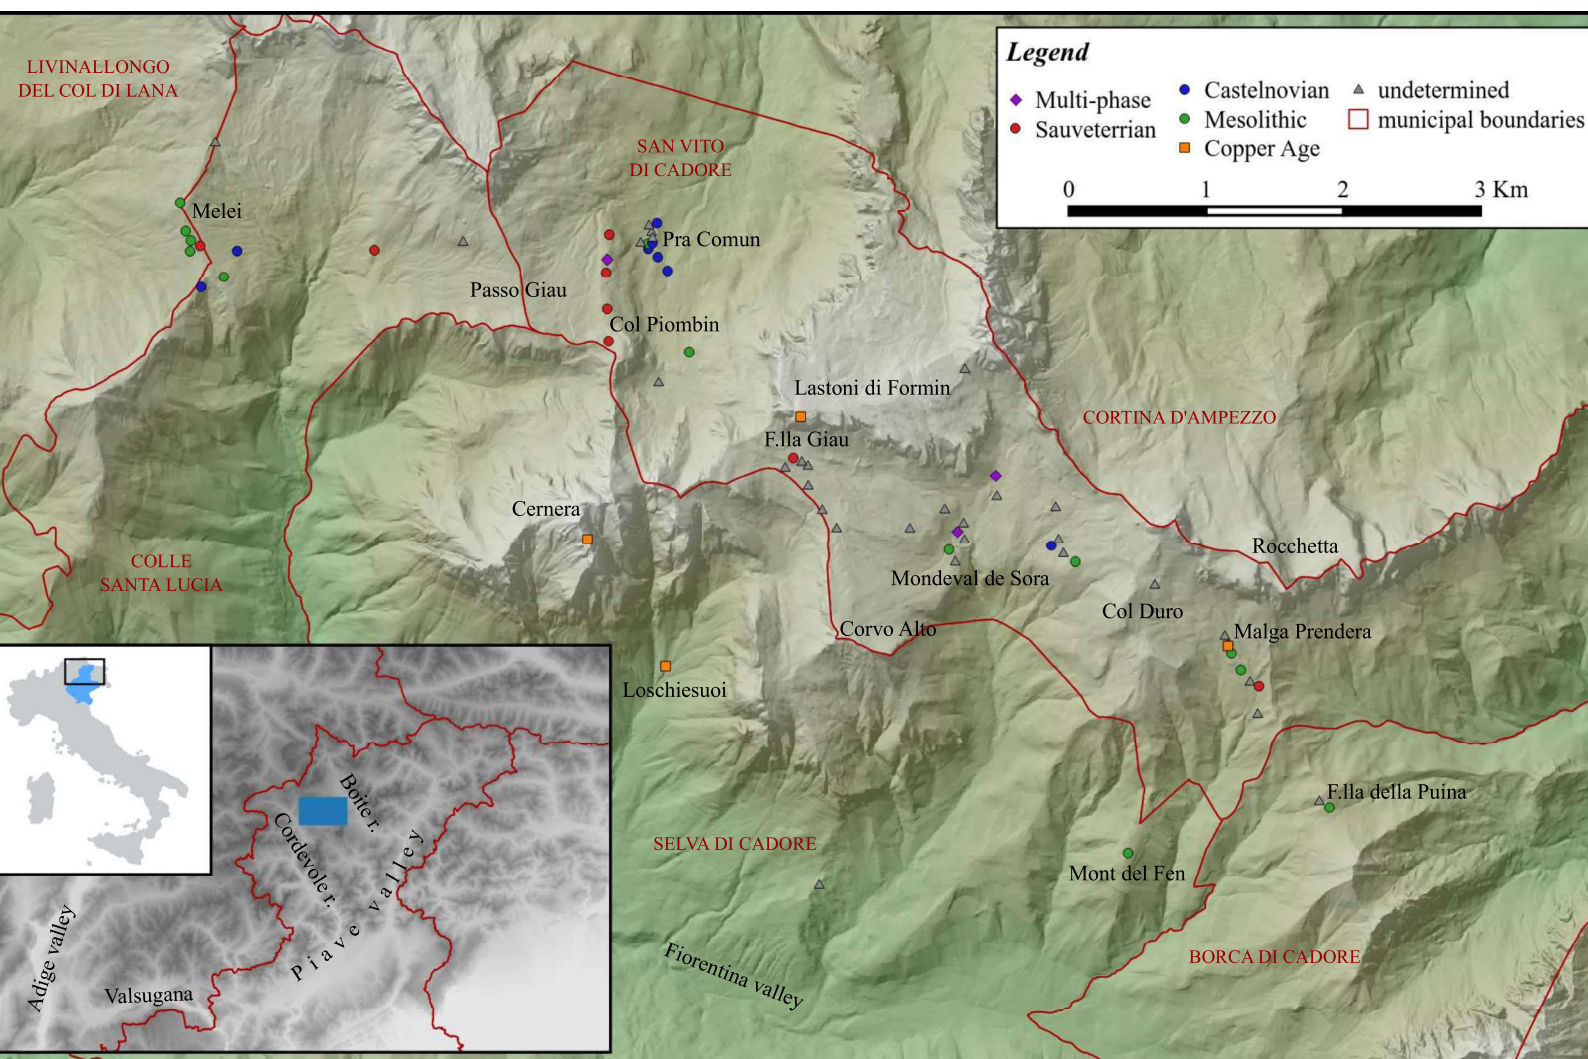 Legend
Multi-phase
Sauveterrian
Castelnovian
Mesolithic
Copper Age
undetermined
municipal boundaries
0 1 2 3 Km
LIVINALLONGO
DEL COL DI LANA
SAN VITO
DI CADORE
Melei
Pra Comun
Passo Giau
Col Piombin
Lastoni di Formin
CORTINA D'AMPEZZO
F.lla Giau
Cernera
Rocchetta
COLLE
SANTA LUCIA
Mondeval de Sora
Col Duro
Corvo Alto
Malga Prendera
Loschiesuoi
F.lla della Puina
SELVA DI CADORE
Mont del Fen
BORCA DI CADORE
Fiorentina valley
Boite r.
Cordevole r.
Piave valley
Adige valley
Valsugana